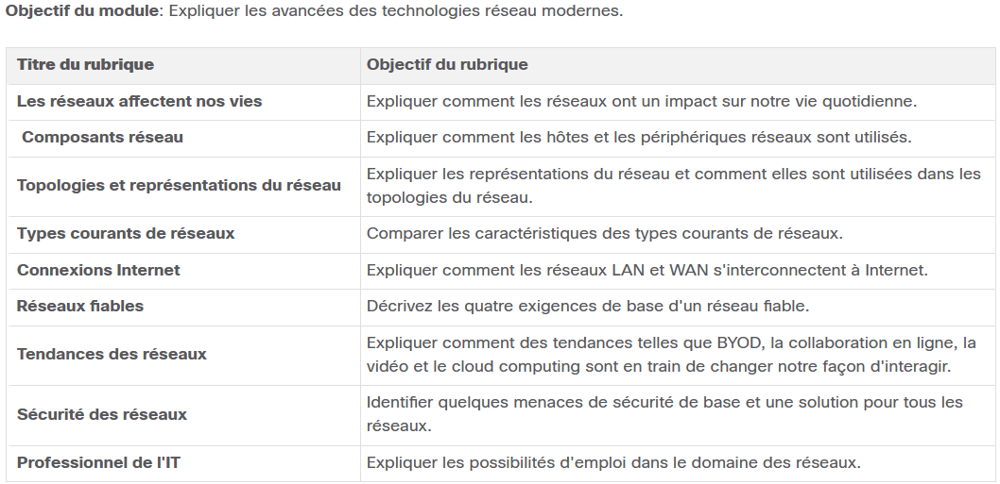 Objectif du module: Expliquer les avancées des technologies réseau modernes.
Titre du rubrique
Objectif du rubrique
Les réseaux affectent nos vies
Expliquer comment les réseaux ont un impact sur notre vie quotidienne.
Composants réseau
Expliquer comment les hôtes et les périphériques réseaux sont utilisés.
Topologies et représentations du réseau
Expliquer les représentations du réseau et comment elles sont utilisées dans les
topologies du réseau.
Types courants de réseaux
Comparer les caractéristiques des types courants de réseaux.
Connexions Internet
Expliquer comment les réseaux LAN et WAN s'interconnectent à Internet.
Réseaux fiables
Décrivez les quatre exigences de base d'un réseau fiable.
Tendances des réseaux
Expliquer comment des tendances telles que BYOD, la collaboration en ligne, la
vidéo et le cloud computing sont en train de changer notre façon d'interagir.
Sécurité des réseaux
Identifier quelques menaces de sécurité de base et une solution pour tous les
réseaux.
Professionnel de l'IT
Expliquer les possibilités d'emploi dans le domaine des réseaux.